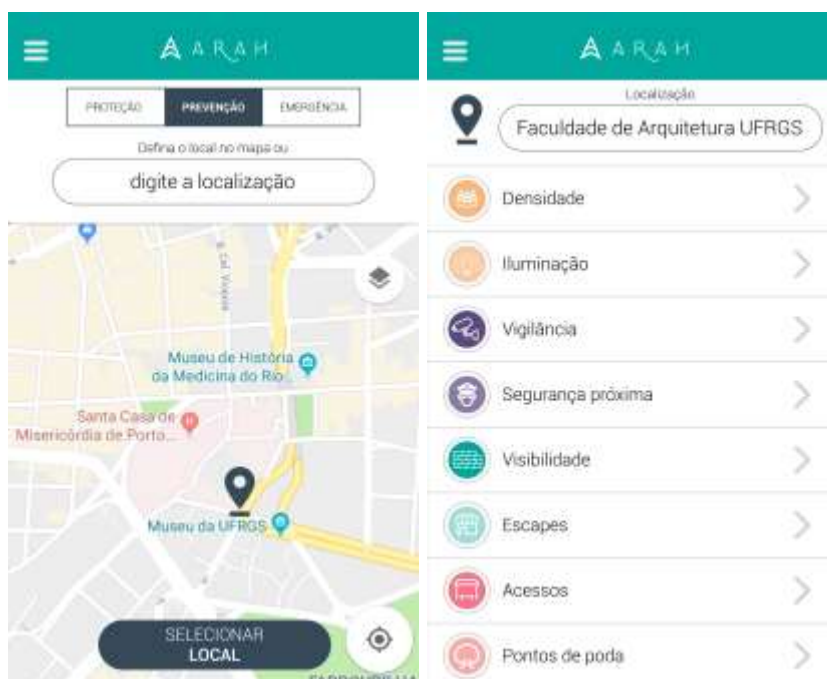 ARAH
PROTEÇÃO PREVENÇÃO EMERGÊNCIA
Defina o local no mapa ou
digite a localização
Museu de História
da Medicina do Rio...
Santa Casa de
Misericórdia de Porto...
Museu da UFRGS
SELECIONAR
LOCAL
ARAH
Localização
Faculdade de Arquitetura UFRGS
Densidade
Iluminação
Vigilância
Segurança próxima
Visibilidade
Escapes
Acessos
Pontos de poda